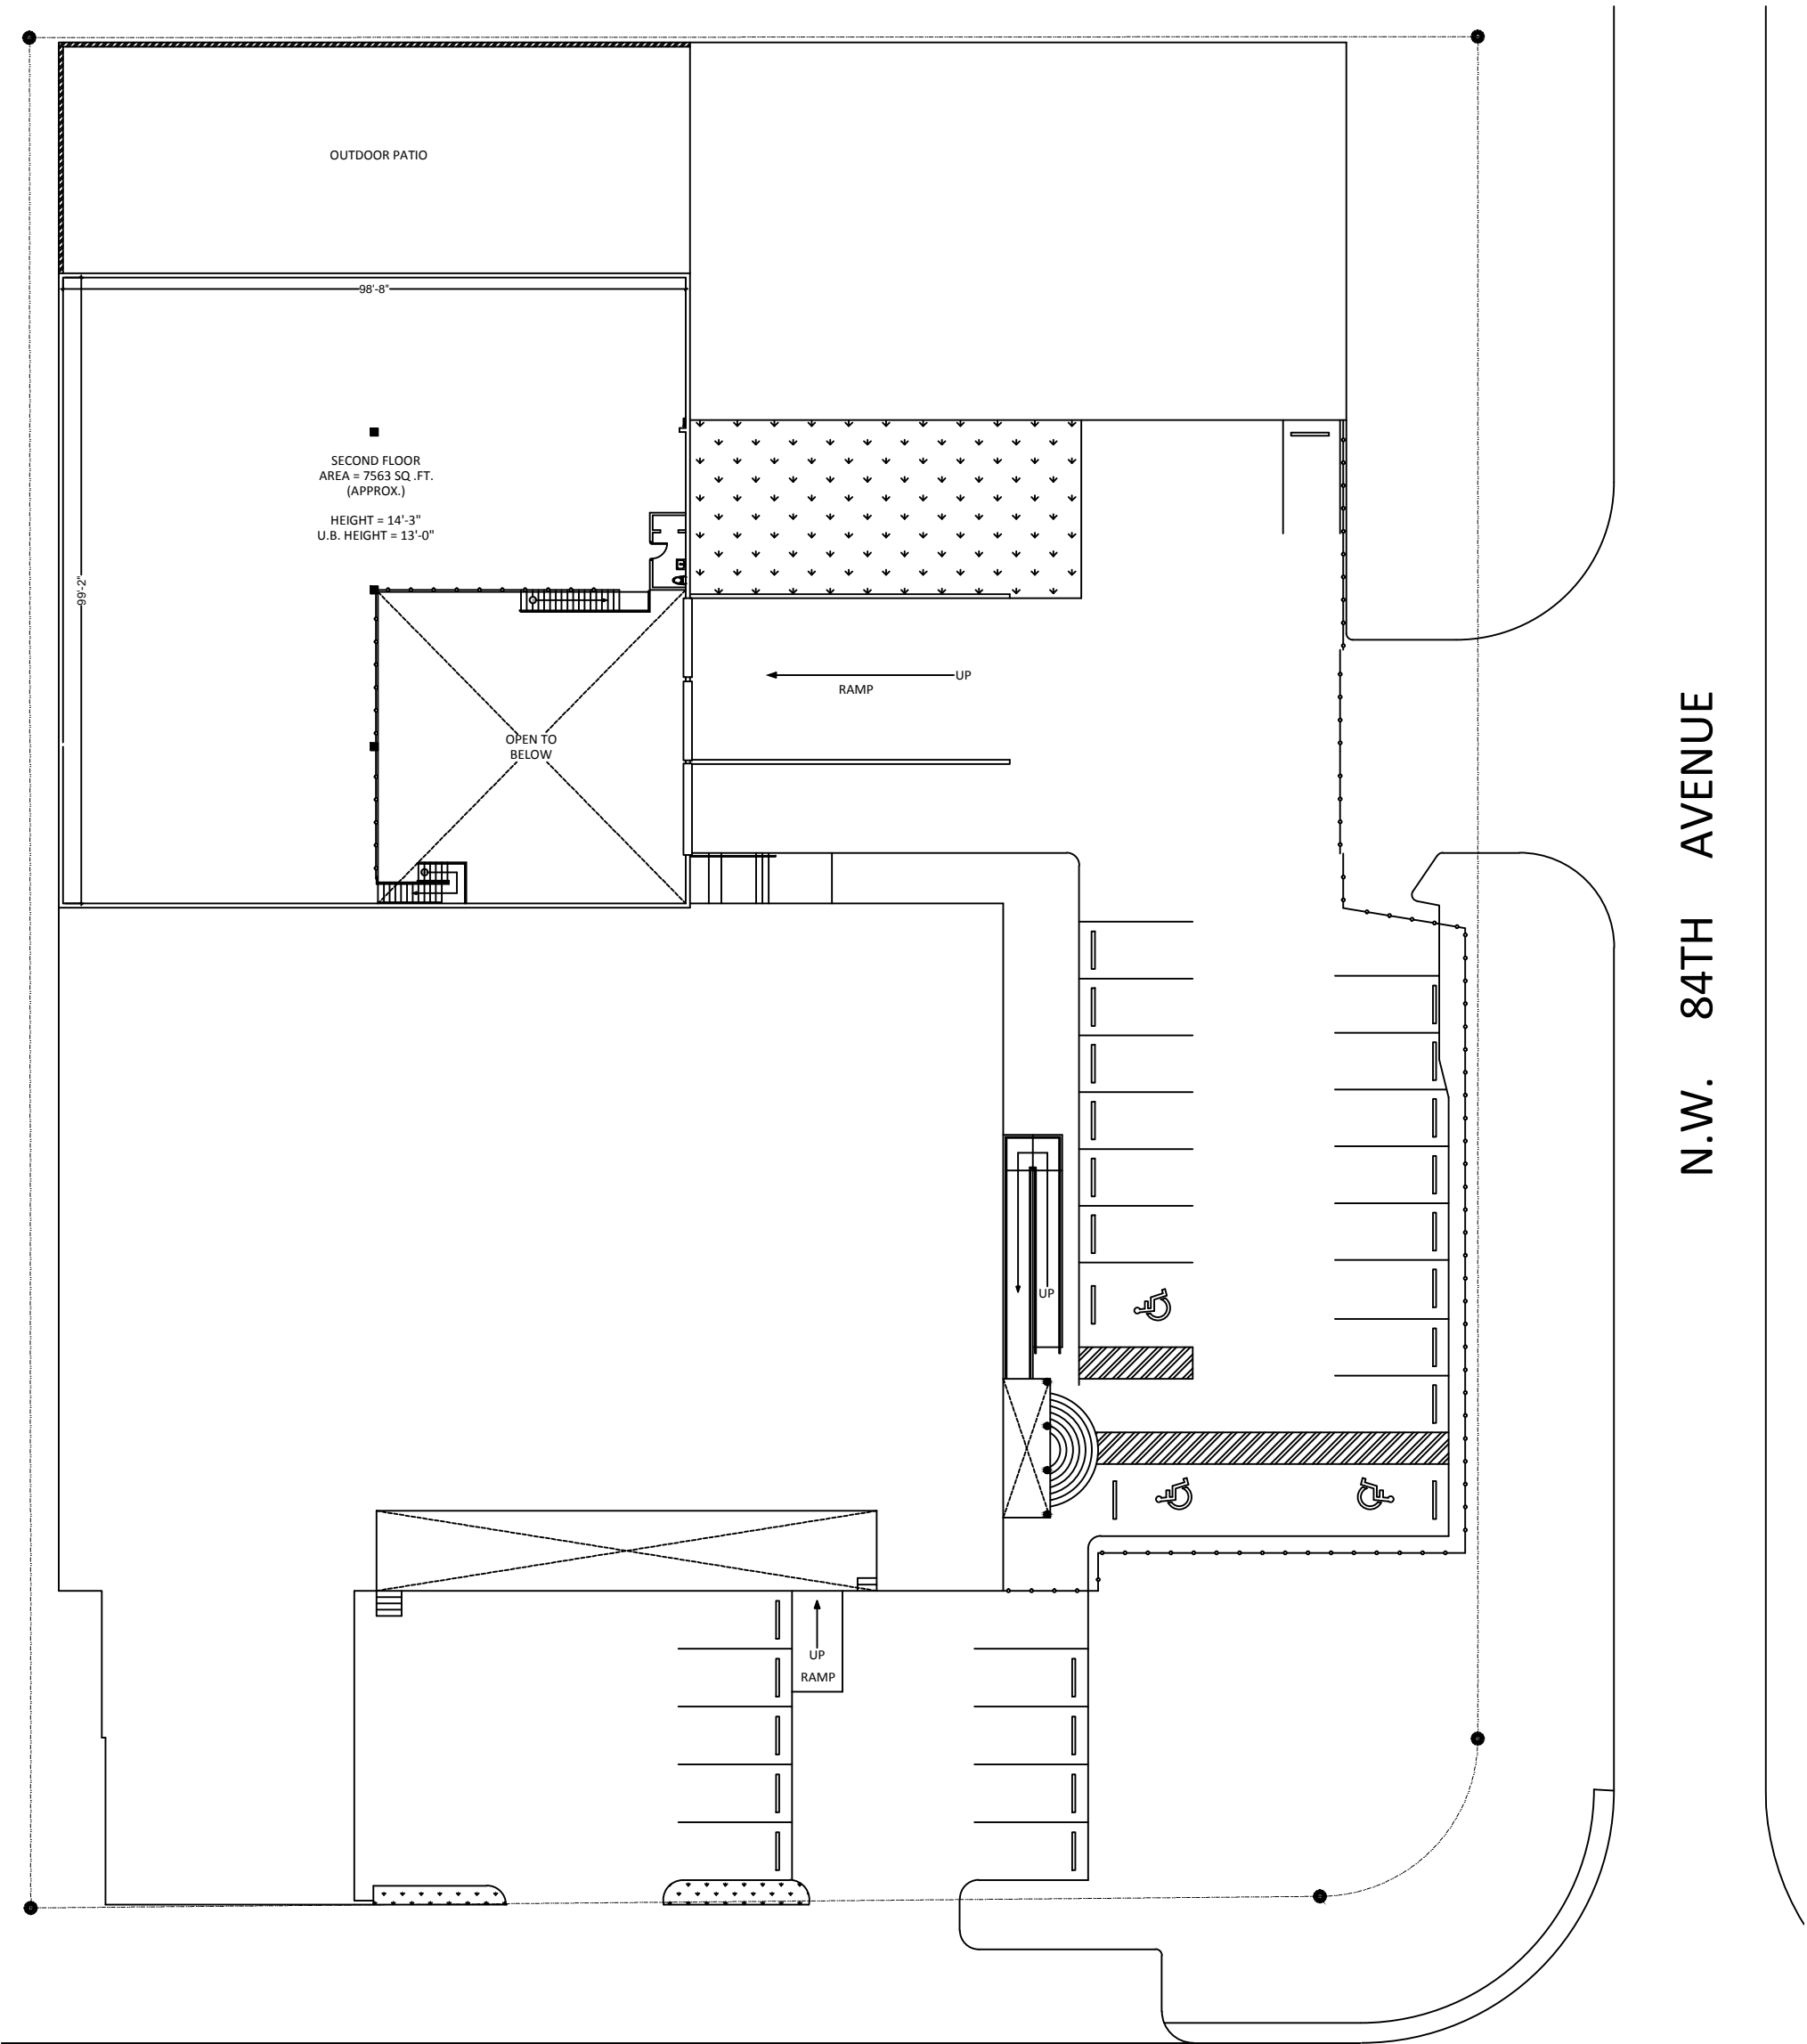 OUTDOOR PATIO
98'-8"
SECOND FLOOR
AREA = 7563 SQ .FT.
(APPROX.)
HEIGHT = 14'-3"
U.B. HEIGHT = 13'-0"
99'-2"
UP
RAMP
OPEN TO
BELOW
N.W. 84TH AVENUE
UP
UP
RAMP